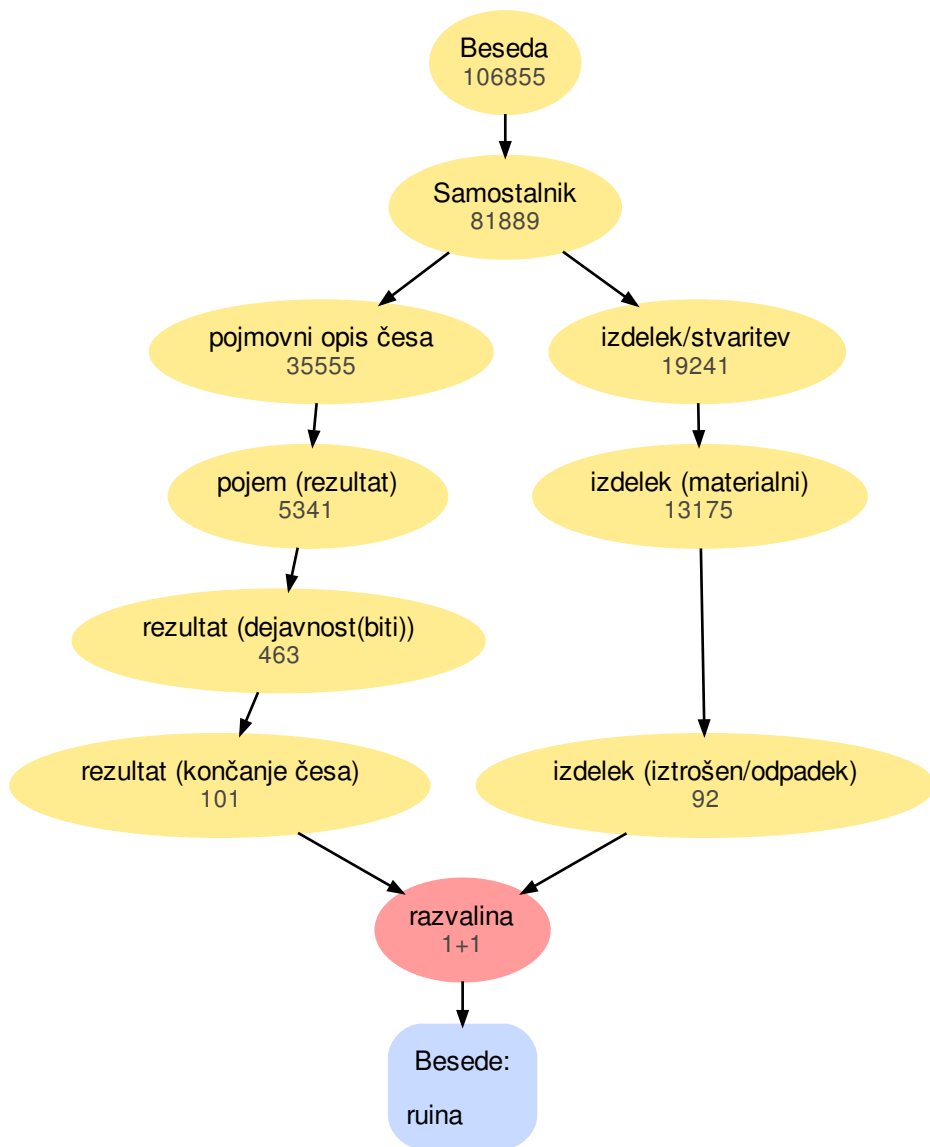 Beseda
106855
Samostalnik
81889
pojmovni opis česa
35555
izdelek/stvaritev
19241
pojem (rezultat)
5341
izdelek (materialni)
13175
rezultat (dejavnost(biti))
463
rezultat (končanje česa)
101
izdelek (iztrošen/odpadek)
92
razvalina
1+1
Besede:
ruina